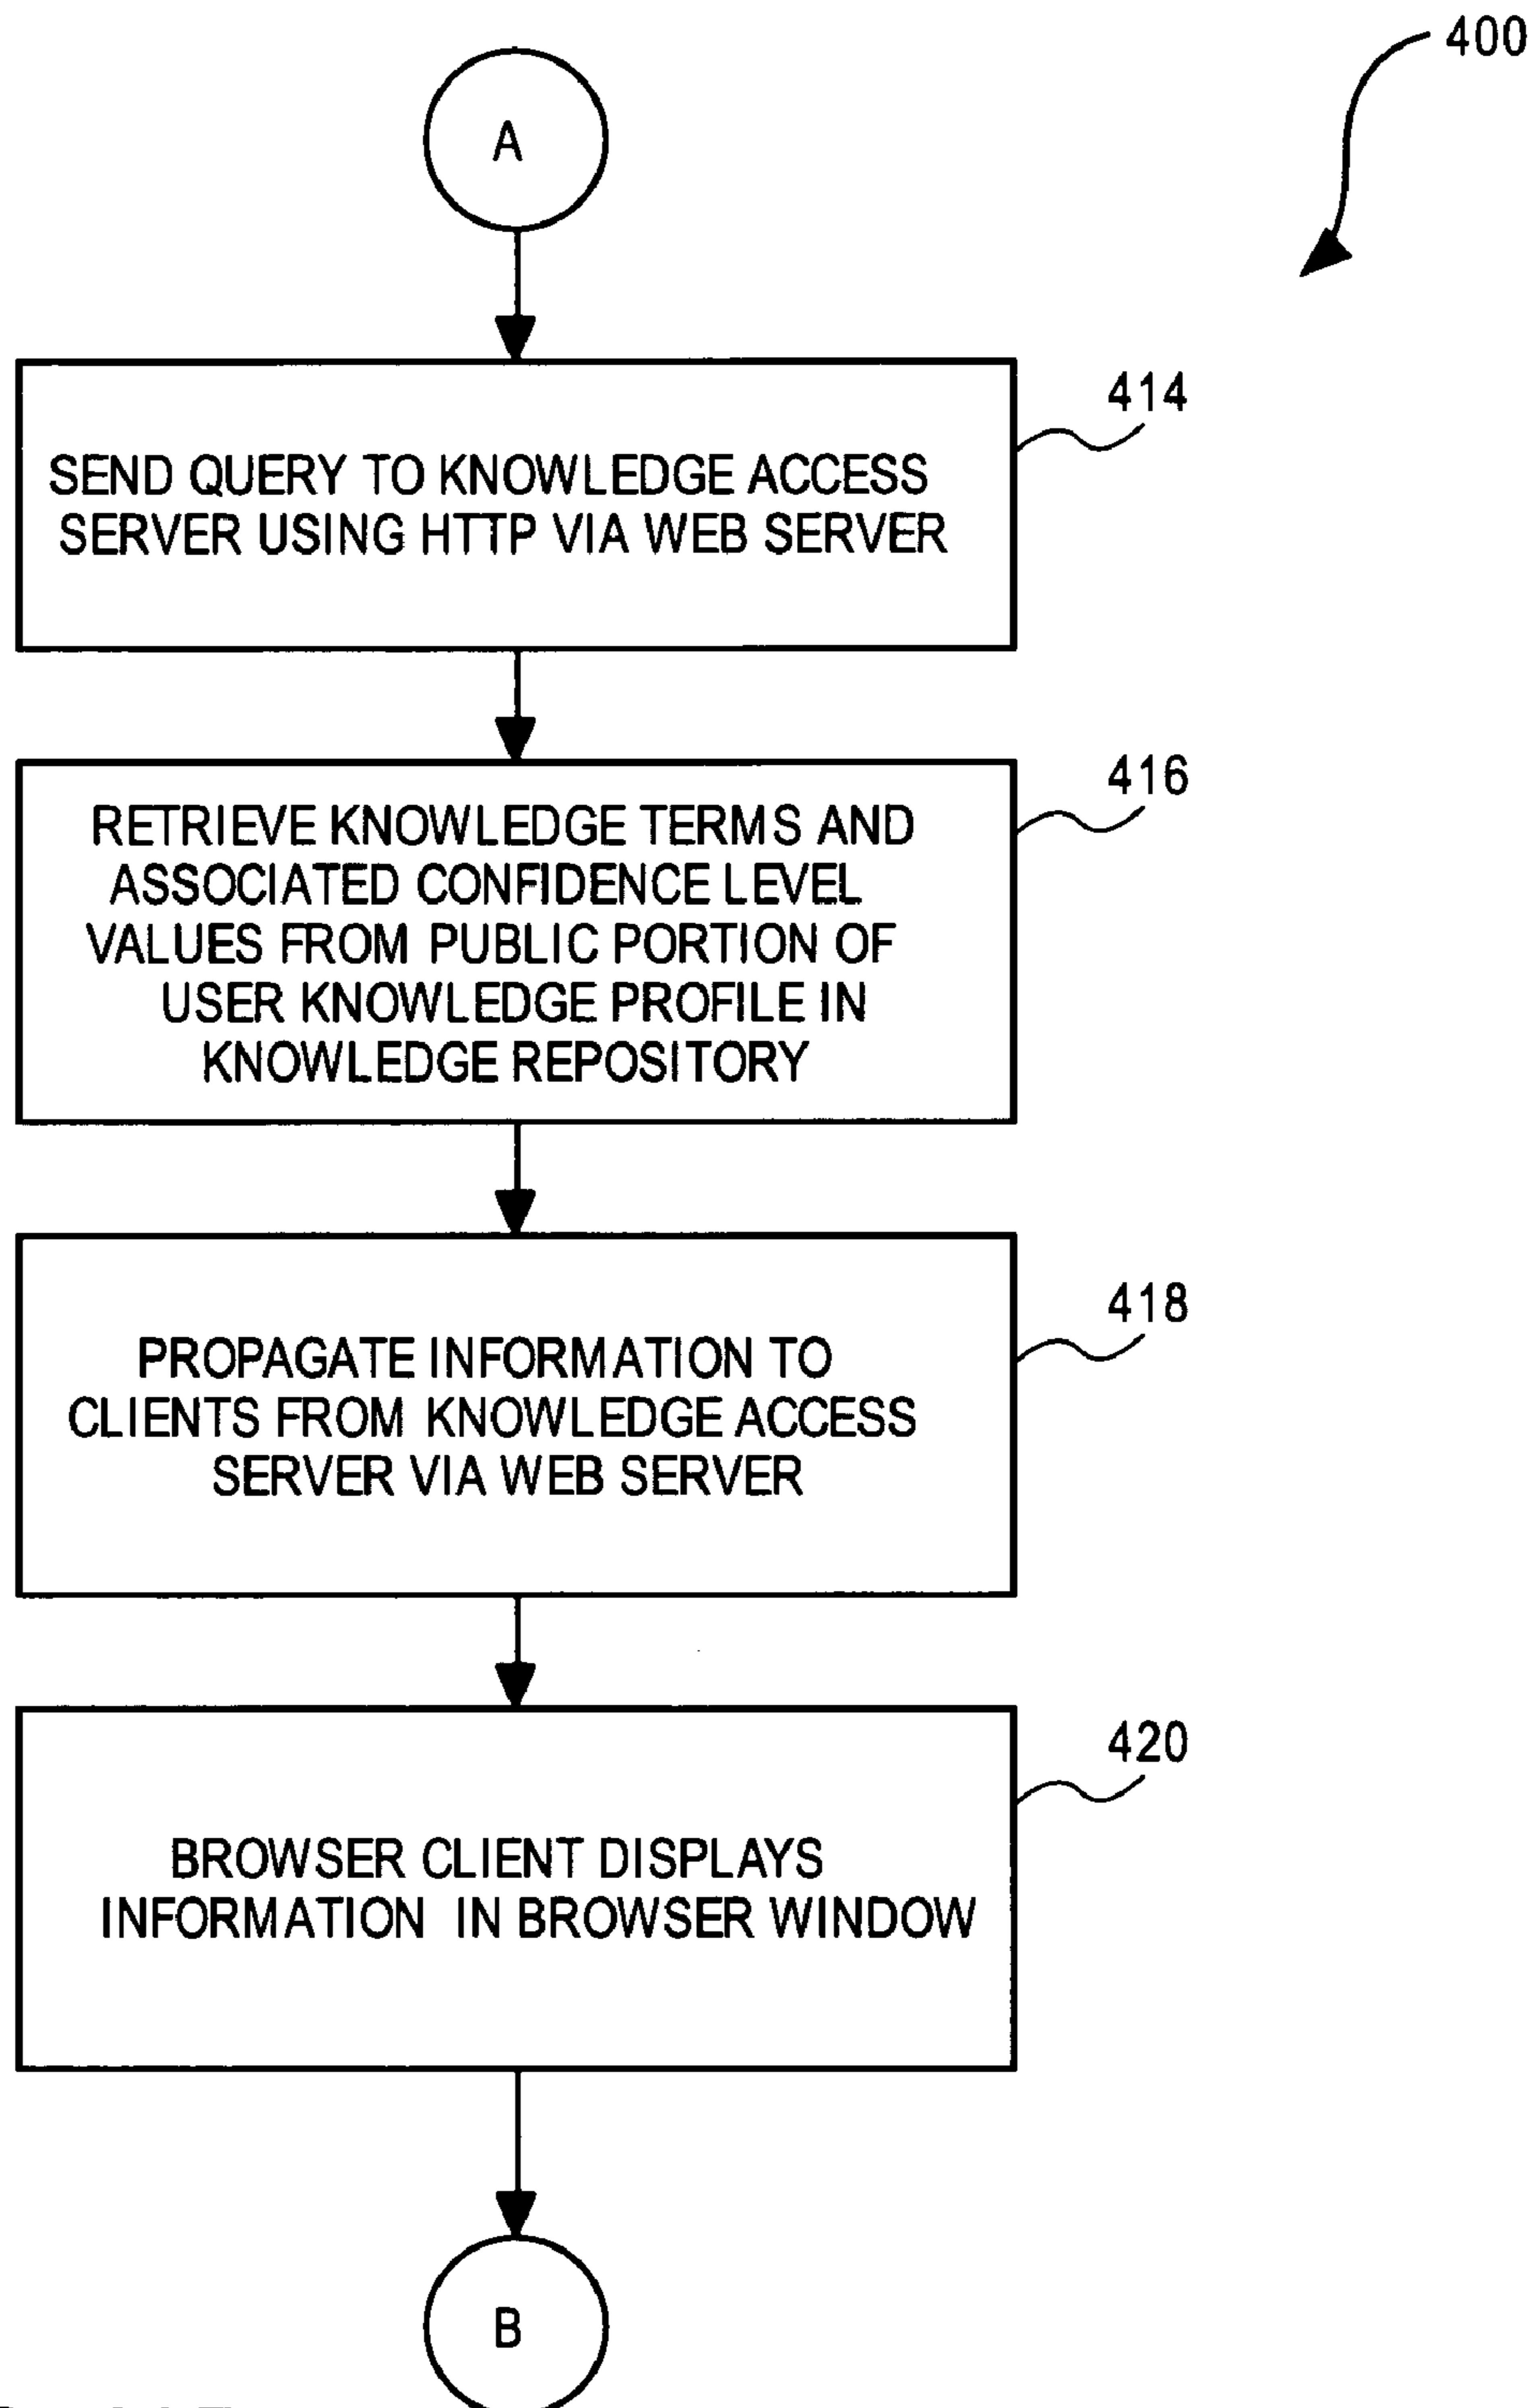 400
A
414
SEND QUERY TO KNOWLEDGE ACCESS
SERVER USING HTTP VIA WEB SERVER
416
RETRIEVE KNOWLEDGE TERMS AND
ASSOCIATED CONFIDENCE LEVEL
VALUES FROM PUBLIC PORTION OF
USER KNOWLEDGE PROFILE IN
KNOWLEDGE REPOSITORY
418
PROPAGATE INFORMATION TO
CLIENTS FROM KNOWLEDGE ACCESS
SERVER VIA WEB SERVER
420
BROWSER CLIENT DISPLAYS
INFORMATION IN BROWSER WINDOW
B